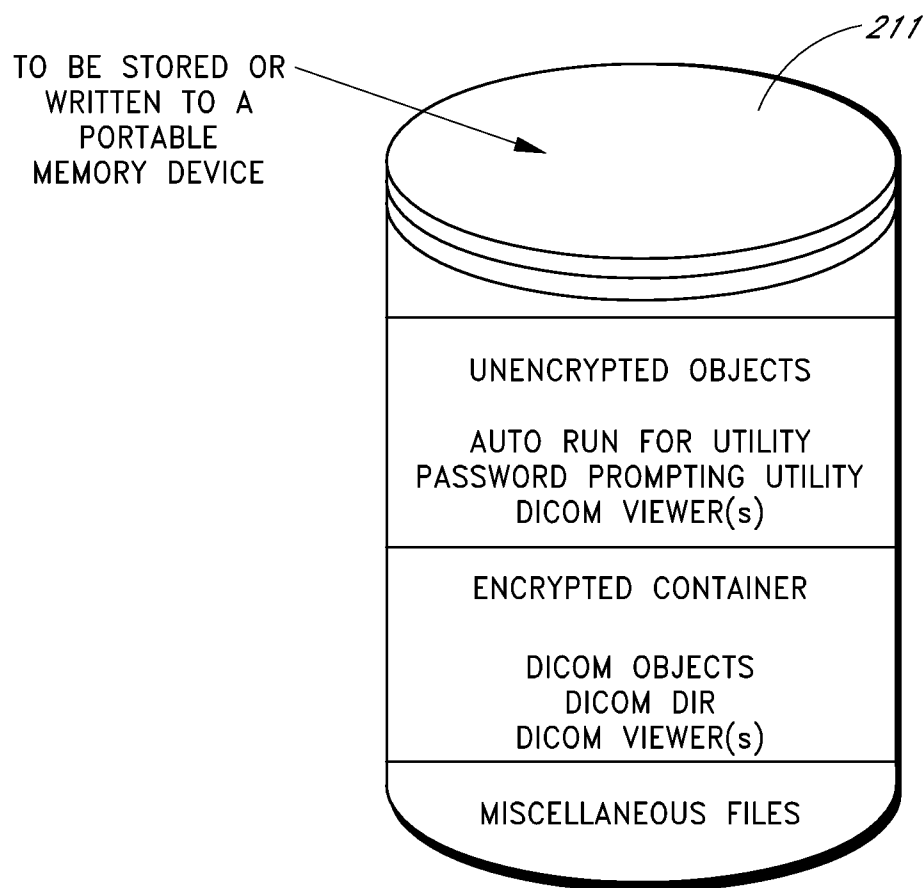 211
TO BE STORED OR
WRITTEN TO A
PORTABLE
MEMORY DEVICE
UNENCRYPTED OBJECTS
AUTO RUN FOR UTILITY
PASSWORD PROMPTING UTILITY
DICOM VIEWER(s)
ENCRYPTED CONTAINER
DICOM OBJECTS
DICOM DIR
DICOM VIEWER(s)
MISCELLANEOUS FILES